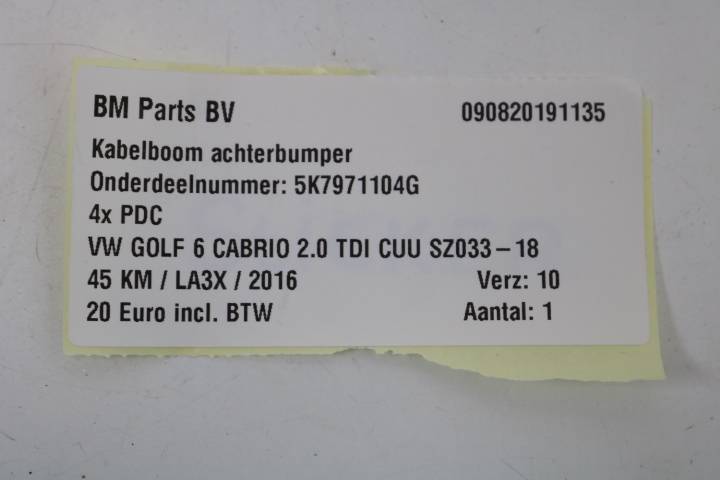 BM Parts BV 090820191135
Kabelboom achterbumper
Onderdeelnummer: 5K7971104G
4x PDC
VW GOLF 6 CABRIO 2.0 TDI CUU SZ033-18
45 KM / LA3X / 2016 Verz: 10
20 Euro incl. BTW Aantal: 1